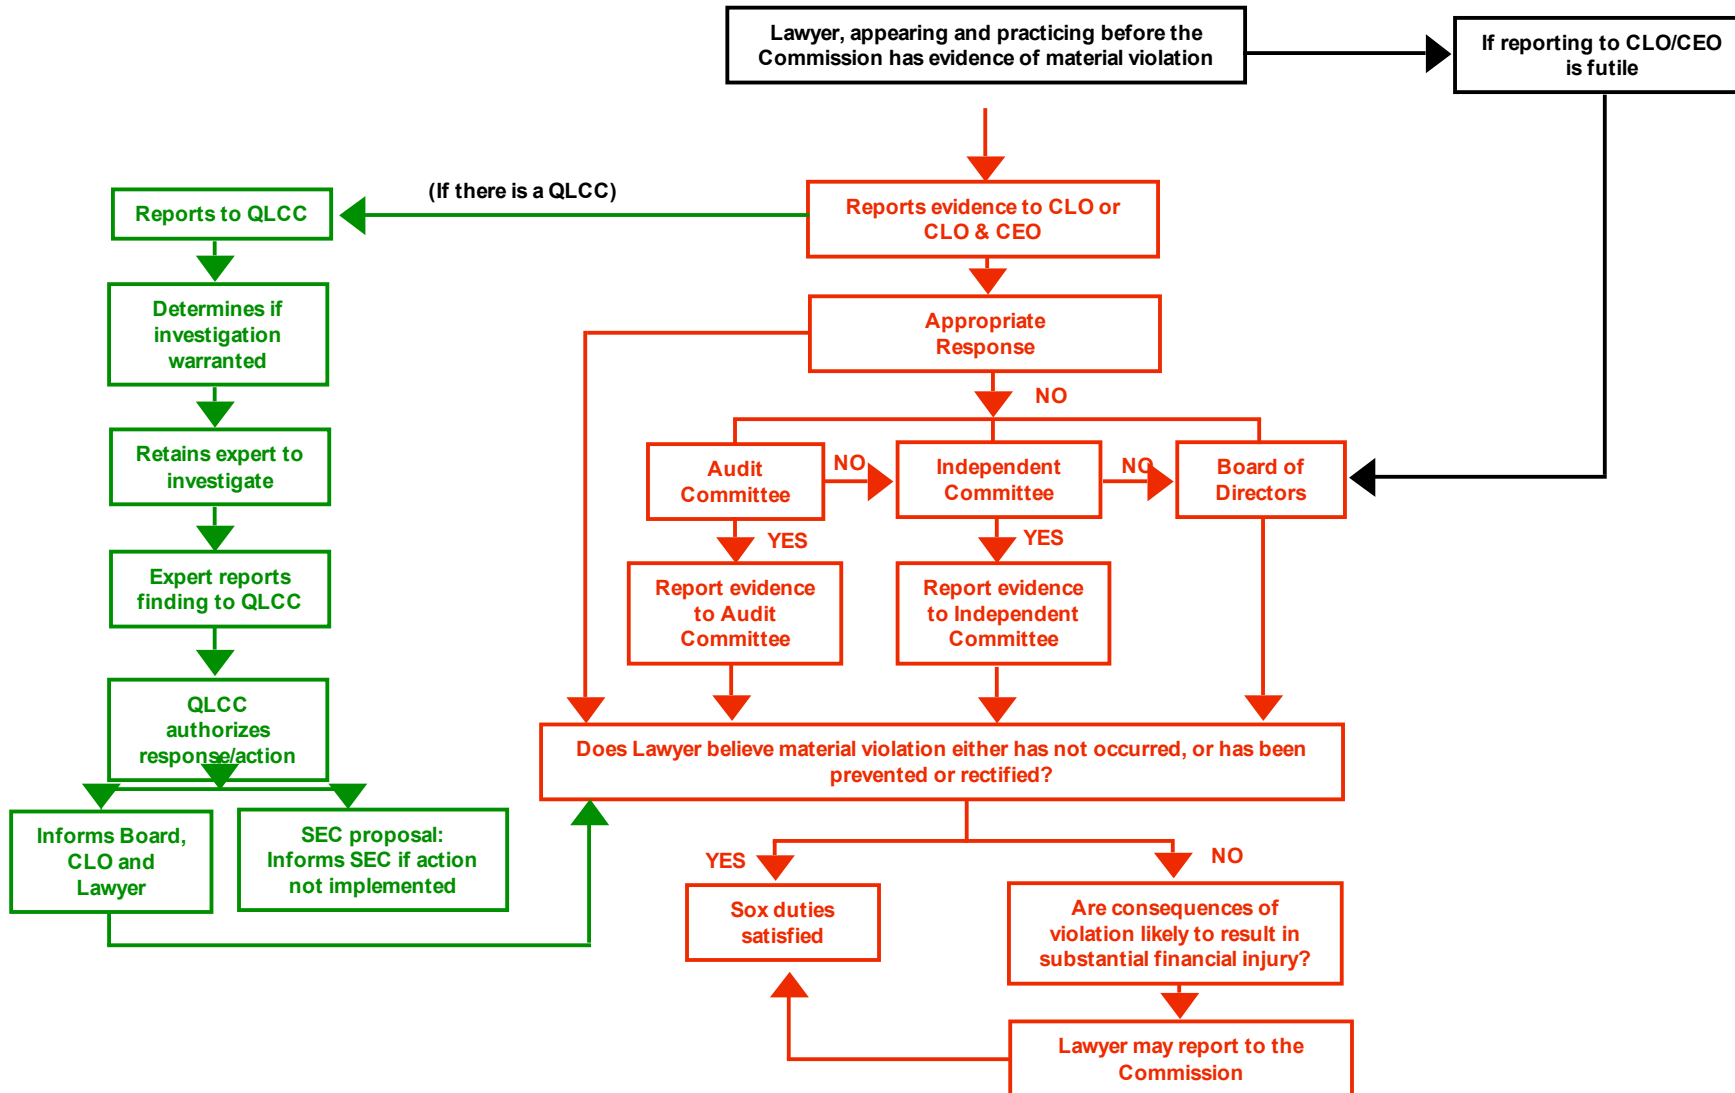 Lawyer, appearing and practicing before the
Commission has evidence of material violation
If reporting to CLO/CEO
is futile
(If there is a QLCC)
Reports to QLCC
Reports evidence to CLO or
CLO & CEO
Determines if
investigation
warranted
Appropriate
Response
NO
Retains expert to
investigate
Audit
Committee
NO
Independent
Committee
NO
Board of
Directors
YES
YES
Expert reports
finding to QLCC
Report evidence
to Audit
Committee
Report evidence
to Independent
Committee
QLCC
authorizes
response/action
Does Lawyer believe material violation either has not occurred, or has been
prevented or rectified?
Informs Board,
CLO and
Lawyer
SEC proposal:
Informs SEC if action
not implemented
YES
NO
Sox duties
satisfied
Are consequences of
violation likely to result in
substantial financial injury?
Lawyer may report to the
Commission